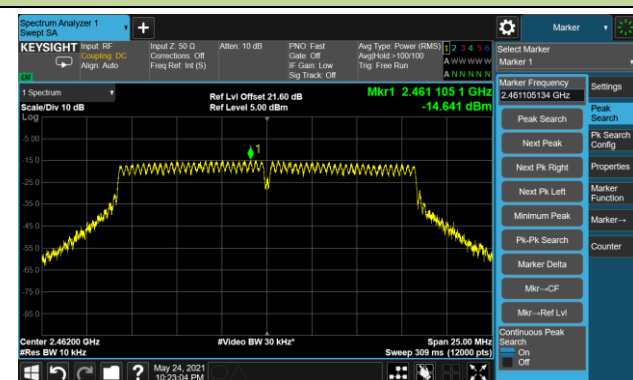 Spectrum Analyzer 1
Swept SA
Marker
KEYSIGHT
Input: RF
Coupling: DC
Align: Auto
Input Z: 50 Ω
Corrections: Off
Freq Ref: Int (S)
Atten: 10 dB
PNO: Fast
Gate: Off
IF Gain: Low
Sig Track: Off
Avg Type: Power (RMS)
Avg|Hold:>100/100
Trig: Free Run
1 2 3 4 5 6
A W W W W W
A N N N N N
Select Marker
Marker 1
1 Spectrum
Scale/Div 10 dB
Log
Ref Lvl Offset 21.60 dB
Ref Level 5.00 dBm
Mkr1 2.461 105 1 GHz
-14.641 dBm
Marker Frequency
2.461105134 GHz
Settings
Peak Search
Peak
Search
Next Peak
Pk Search
Config
Next Pk Right
Properties
Next Pk Left
Marker
Function
Minimum Peak
Marker→
Pk-Pk Search
Counter
Marker Delta
Mkr→CF
Mkr→Ref Lvl
Continuous Peak
Search
On
Off
1
-5.00
-15.0
-25.0
-35.0
-45.0
-55.0
-65.0
-75.0
-85.0
Center 2.46200 GHz
#Res BW 10 kHz
#Video BW 30 kHz*
Span 25.00 MHz
Sweep 309 ms (12000 pts)
May 24, 2021
10:23:04 PM